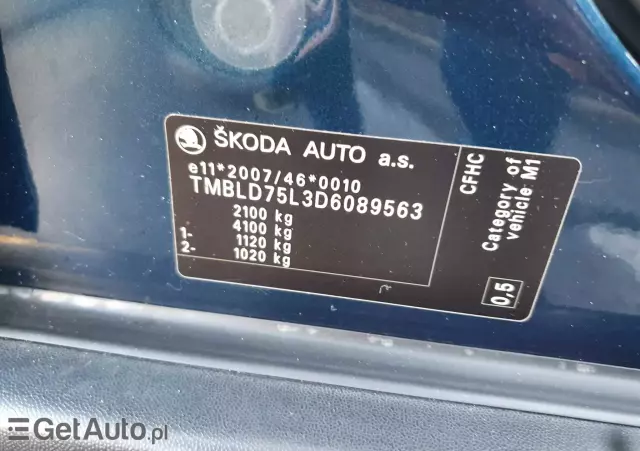 ŠKODA AUTO a.s.
e11*2007/46*0010
TMBLD75L3D6089563
2100 kg
4100 kg
1- 1120 kg
2- 1020 kg
CFHC
Category of
vehicle M1
0,5
GetAuto.pl